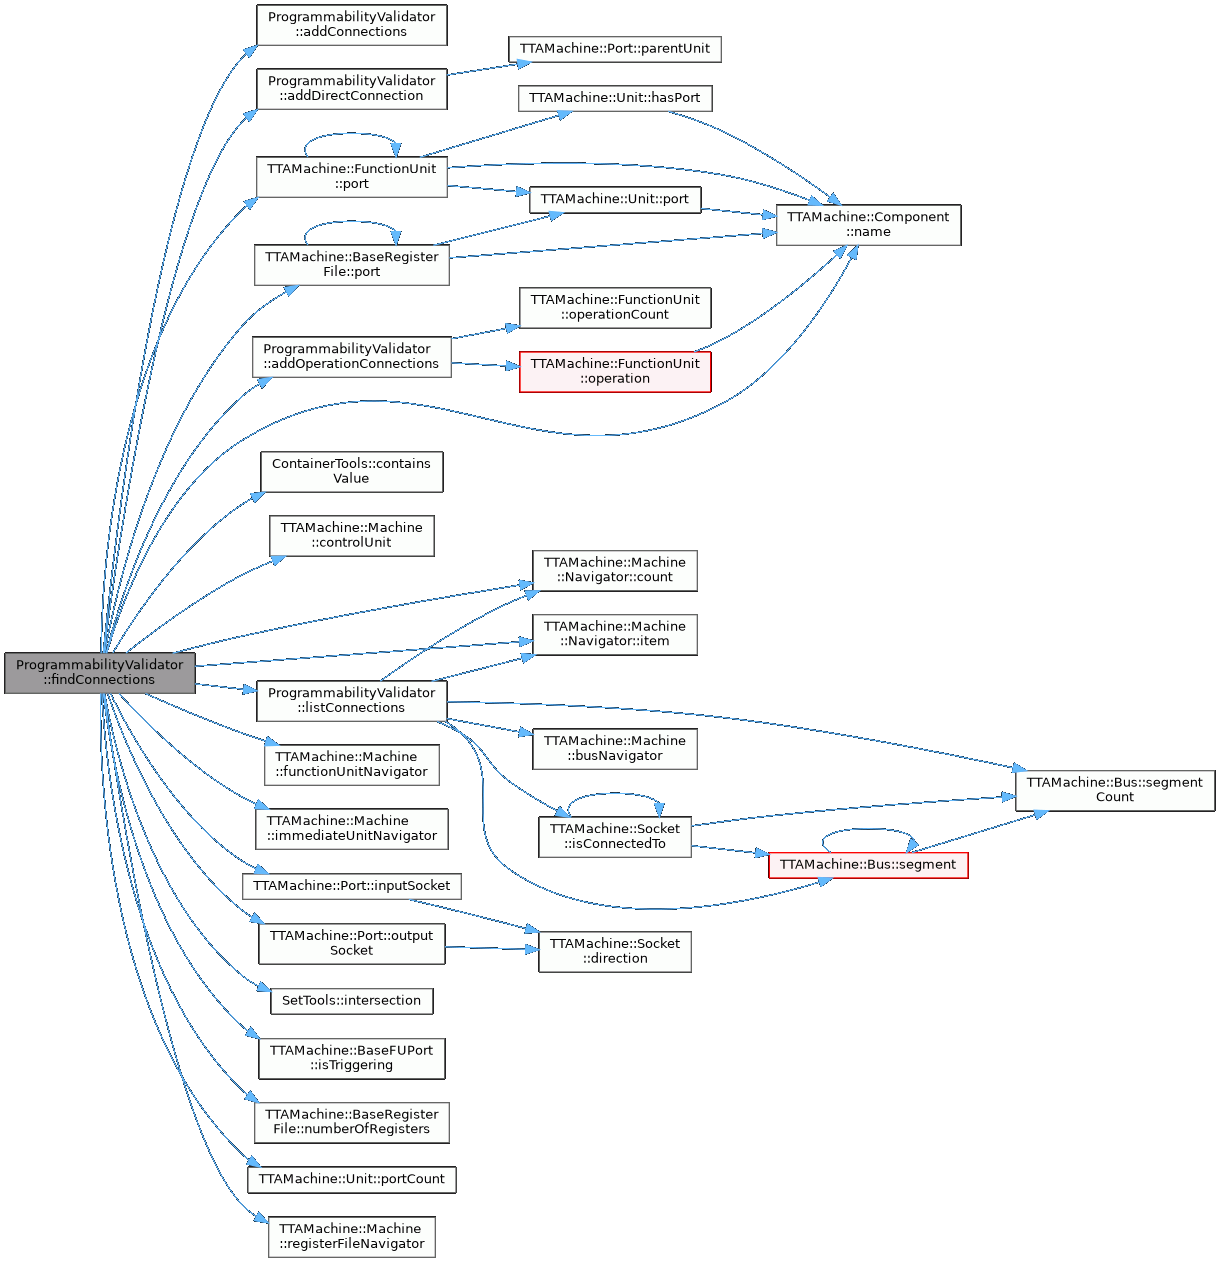 ProgrammabilityValidator
::addConnections
ProgrammabilityValidator
::addDirectConnection
TTAMachine::Port::parentUnit
TTAMachine::Unit::hasPort
TTAMachine::FunctionUnit
::port
TTAMachine::Unit::port
TTAMachine::Component
::name
TTAMachine::BaseRegister
File::port
TTAMachine::FunctionUnit
::operationCount
ProgrammabilityValidator
::addOperationConnections
TTAMachine::FunctionUnit
::operation
ContainerTools::contains
Value
TTAMachine::Machine
::controlUnit
TTAMachine::Machine
::Navigator::count
TTAMachine::Machine
::Navigator::item
ProgrammabilityValidator
::findConnections
ProgrammabilityValidator
::listConnections
TTAMachine::Machine
::busNavigator
TTAMachine::Machine
::functionUnitNavigator
TTAMachine::Bus::segment
Count
TTAMachine::Machine
::immediateUnitNavigator
TTAMachine::Socket
::isConnectedTo
TTAMachine::Bus::segment
TTAMachine::Port::inputSocket
TTAMachine::Port::output
Socket
TTAMachine::Socket
::direction
SetTools::intersection
TTAMachine::BaseFUPort
::isTriggering
TTAMachine::BaseRegister
File::numberOfRegisters
TTAMachine::Unit::portCount
TTAMachine::Machine
::registerFileNavigator